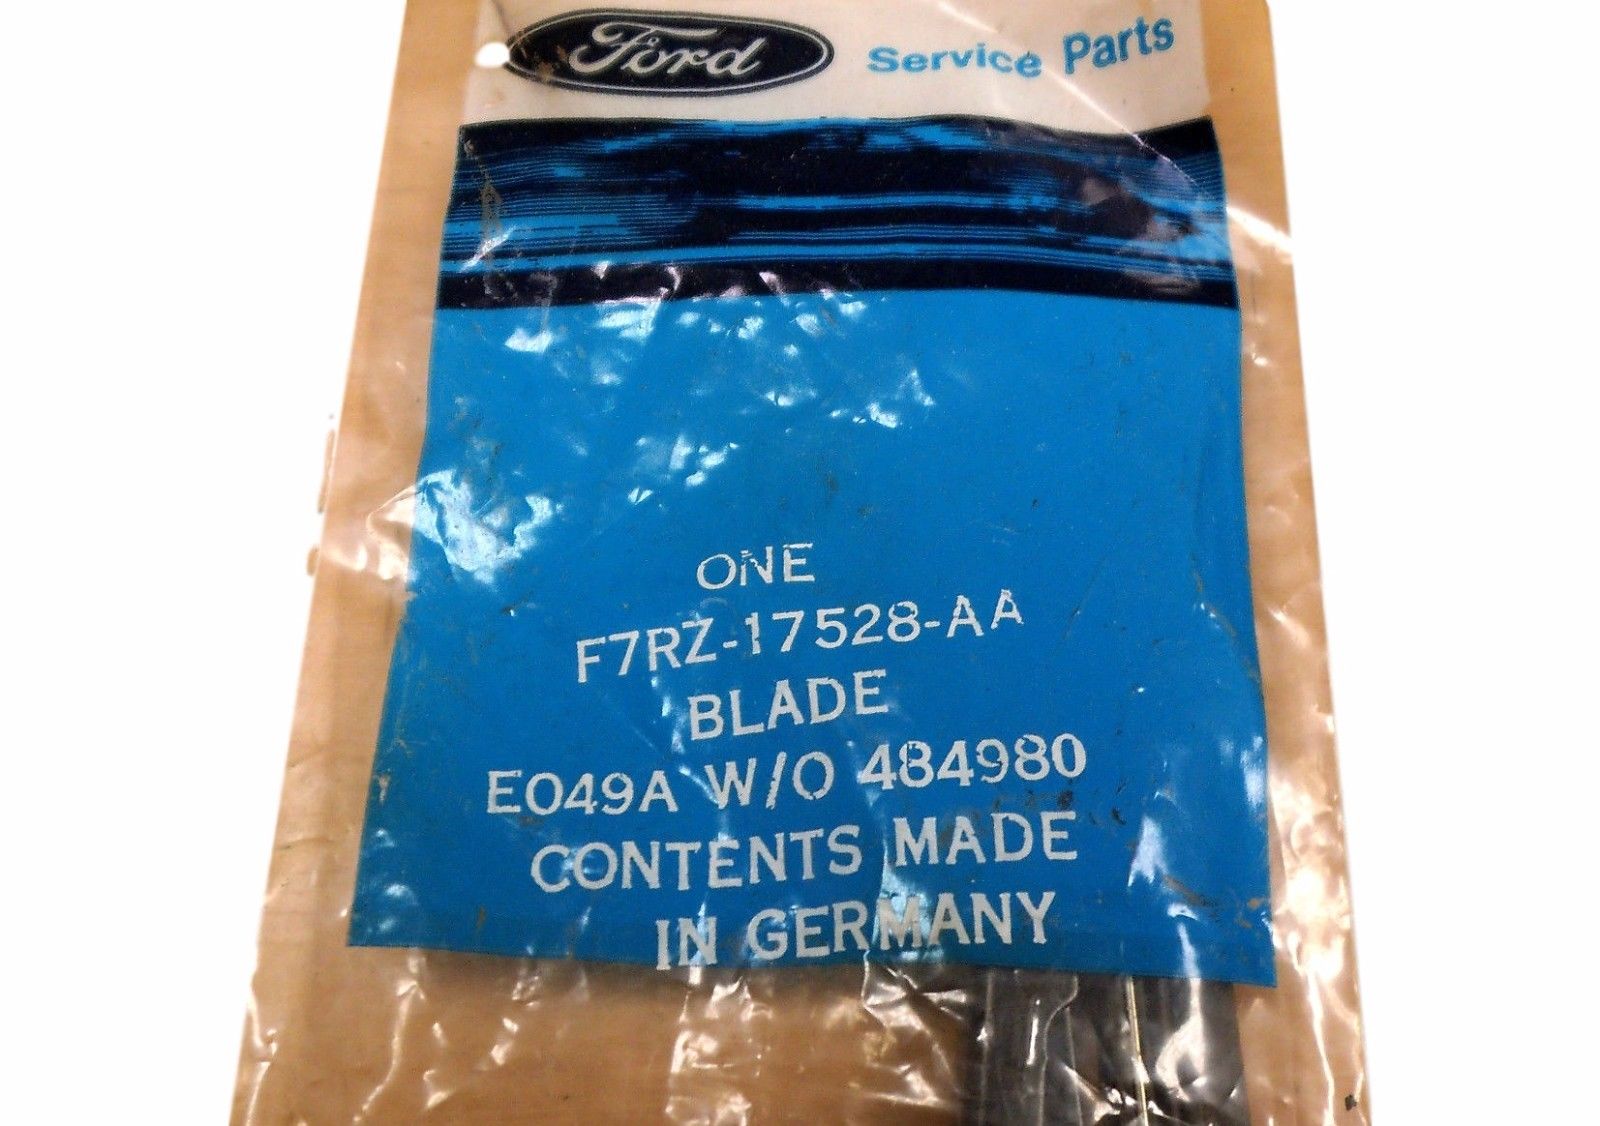 Ford Service Parts
ONE
F7RZ-17528-AA
BLADE
E049A W/O 484980
CONTENTS MADE
IN GERMANY